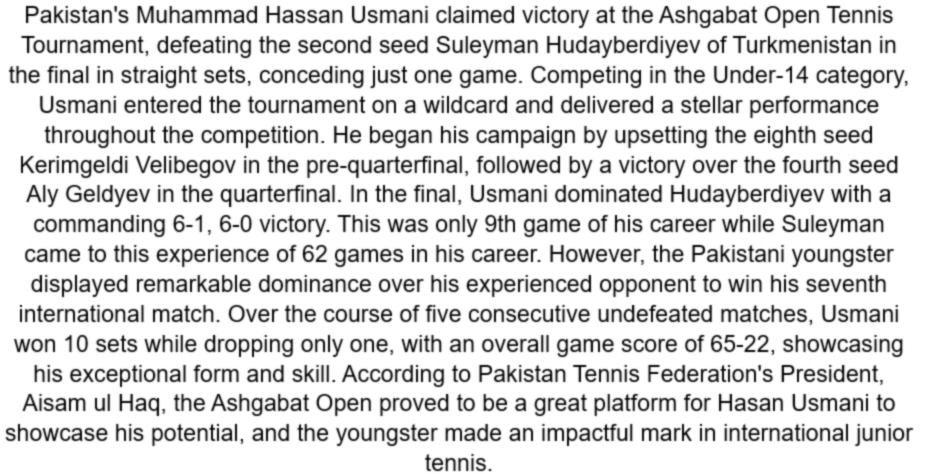 Pakistan's Muhammad Hassan Usmani claimed victory at the Ashgabat Open Tennis
Tournament, defeating the second seed Suleyman Hudayberdiyev of Turkmenistan in
the final in straight sets, conceding just one game. Competing in the Under-14 category,
Usmani entered the tournament on a wildcard and delivered a stellar performance
throughout the competition. He began his campaign by upsetting the eighth seed
Kerimgeldi Velibegov in the pre-quarterfinal, followed by a victory over the fourth seed
Aly Geldyev in the quarterfinal. In the final, Usmani dominated Hudayberdiyev with a
commanding 6-1, 6-0 victory. This was only 9th game of his career while Suleyman
came to this experience of 62 games in his career. However, the Pakistani youngster
displayed remarkable dominance over his experienced opponent to win his seventh
international match. Over the course of five consecutive undefeated matches, Usmani
won 10 sets while dropping only one, with an overall game score of 65-22, showcasing
his exceptional form and skill. According to Pakistan Tennis Federation's President,
Aisam ul Haq, the Ashgabat Open proved to be a great platform for Hasan Usmani to
showcase his potential, and the youngster made an impactful mark in international junior
tennis.